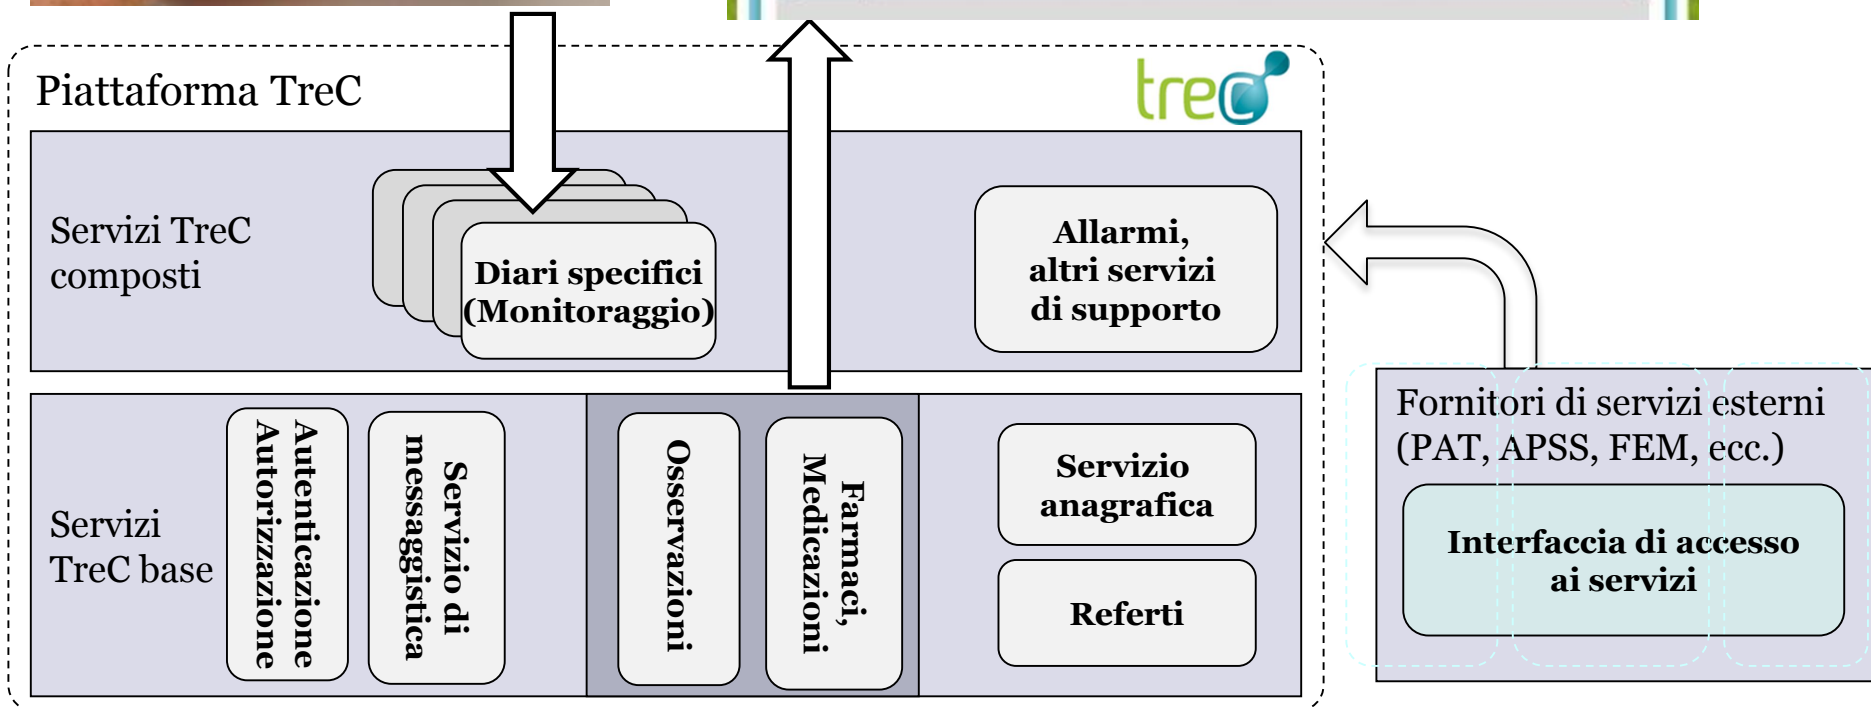 Piattaforma TreC
trec
Servizi TreC
composti
Diari specifici
(Monitoraggio)
Allarmi,
altri servizi
di supporto
Servizi
TreC base
Autenticazione
Autorizzazione
Servizio di
messaggistica
Osservazioni
Farmaci,
Medicazioni
Servizio
anagrafica
Referti
Fornitori di servizi esterni
(PAT, APSS, FEM, ecc.)
Interfaccia di accesso
ai servizi